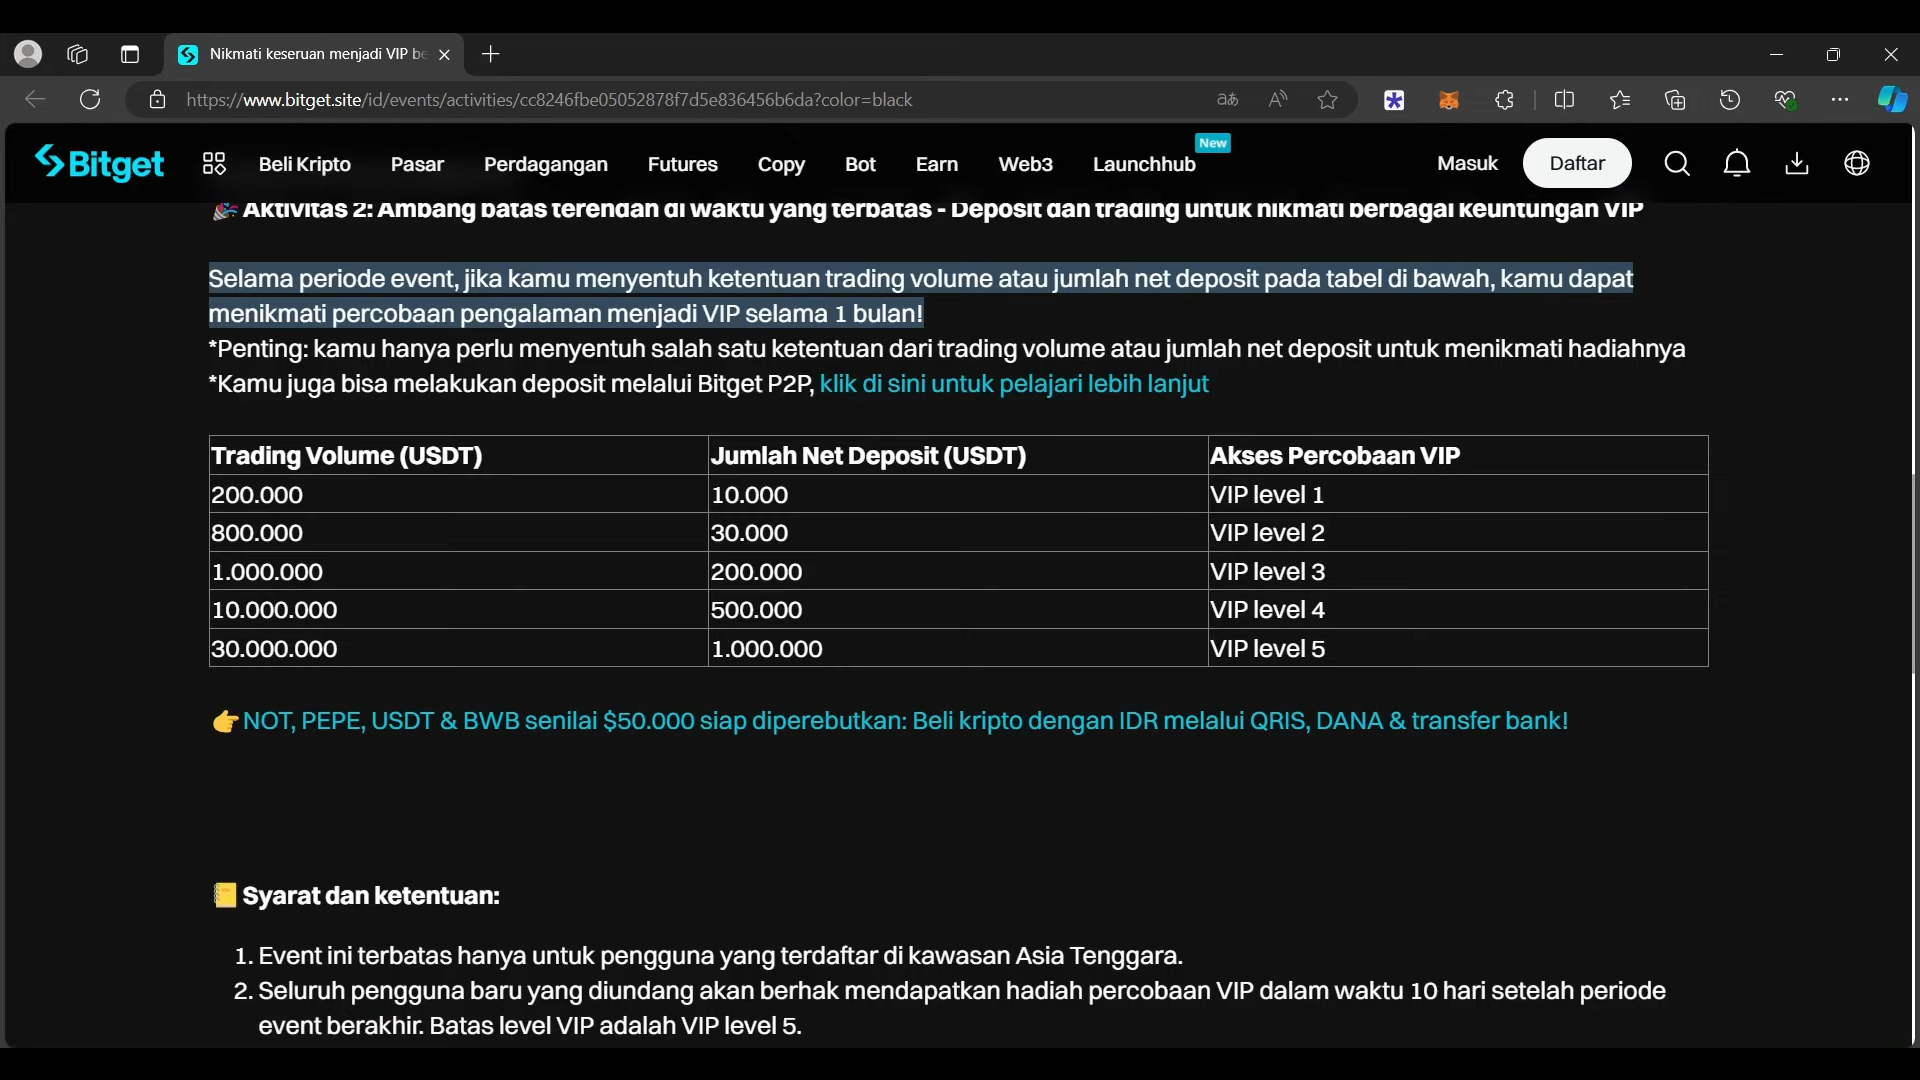 Nikmati keseruan menjadi VIP be
https://www.bitget.site/id/events/activities/cc8246fbe05052878f7d5e836456b6da?color=black
Bitget Beli Kripto Pasar Perdagangan Futures Copy Bot Earn Web3 Launchhub New Masuk Daftar
🎉 Aktivitas 2: Ambang batas terendah di waktu yang terbatas - Deposit dan trading untuk nikmati berbagai keuntungan VIP
Selama periode event, jika kamu menyentuh ketentuan trading volume atau jumlah net deposit pada tabel di bawah, kamu dapat
menikmati percobaan pengalaman menjadi VIP selama 1 bulan!
*Penting: kamu hanya perlu menyentuh salah satu ketentuan dari trading volume atau jumlah net deposit untuk menikmati hadiahnya
*Kamu juga bisa melakukan deposit melalui Bitget P2P, klik di sini untuk pelajari lebih lanjut
Trading Volume (USDT) Jumlah Net Deposit (USDT) Akses Percobaan VIP
200.000 10.000 VIP level 1
800.000 30.000 VIP level 2
1.000.000 200.000 VIP level 3
10.000.000 500.000 VIP level 4
30.000.000 1.000.000 VIP level 5
👉NOT, PEPE, USDT & BWB senilai $50.000 siap diperebutkan: Beli kripto dengan IDR melalui QRIS, DANA & transfer bank!
📒 Syarat dan ketentuan:
1. Event ini terbatas hanya untuk pengguna yang terdaftar di kawasan Asia Tenggara.
2. Seluruh pengguna baru yang diundang akan berhak mendapatkan hadiah percobaan VIP dalam waktu 10 hari setelah periode
event berakhir. Batas level VIP adalah VIP level 5.